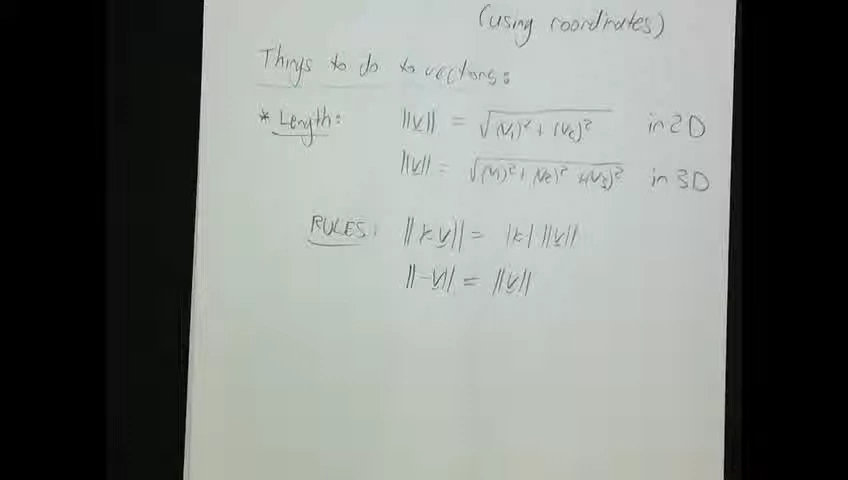 (using coordinates)
Things to do to vectors:
* Length: ||v|| = √(v₁)² + (v₂)² in 2D
||v|| = √(v₁)² + (v₂)² + (v₃)² in 3D
RULES: ||kv|| = |k| ||v||
||-v|| = ||v||